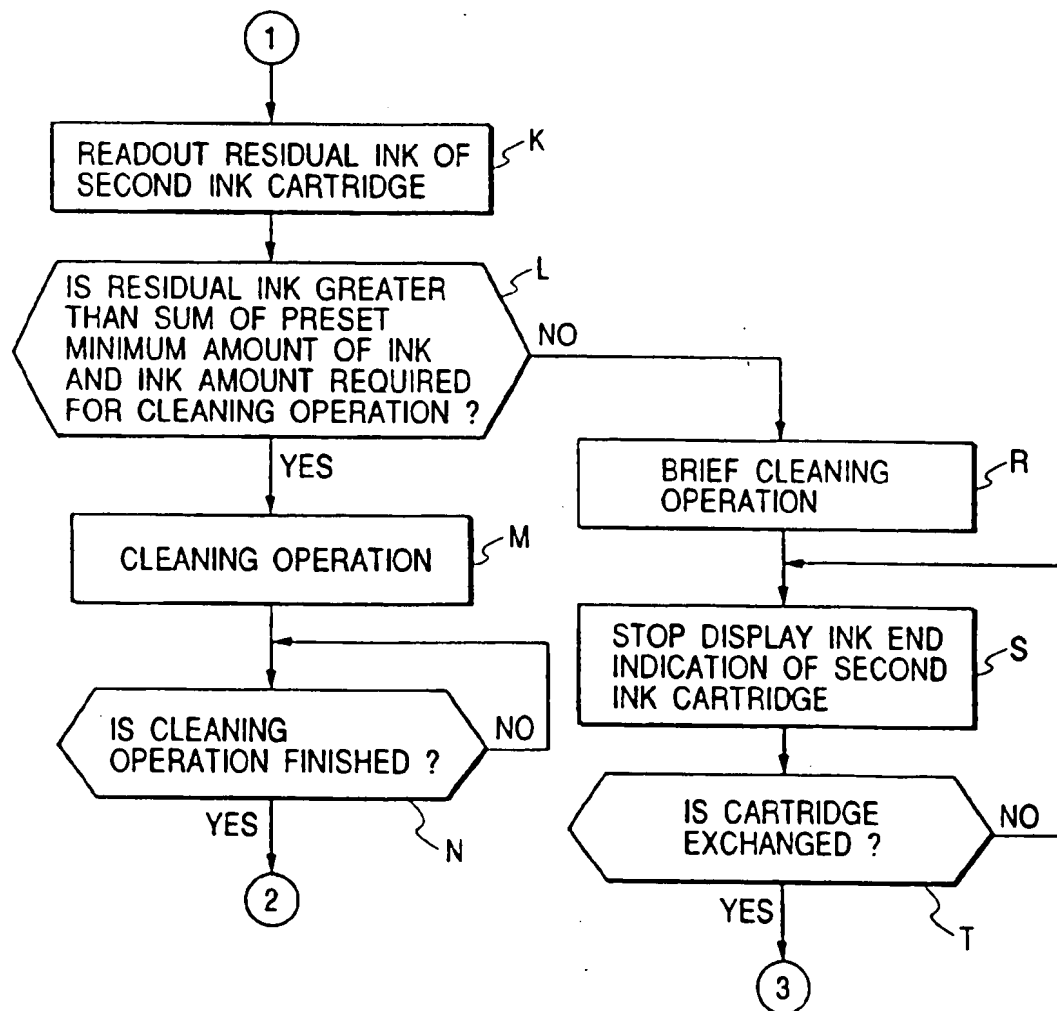 1
READOUT RESIDUAL INK OF
SECOND INK CARTRIDGE
K
IS RESIDUAL INK GREATER
THAN SUM OF PRESET
MINIMUM AMOUNT OF INK
AND INK AMOUNT REQUIRED
FOR CLEANING OPERATION ?
L
NO
YES
CLEANING OPERATION
M
IS CLEANING
OPERATION FINISHED ?
NO
N
YES
2
BRIEF CLEANING
OPERATION
R
STOP DISPLAY INK END
INDICATION OF SECOND
INK CARTRIDGE
S
IS CARTRIDGE
EXCHANGED ?
NO
T
YES
3